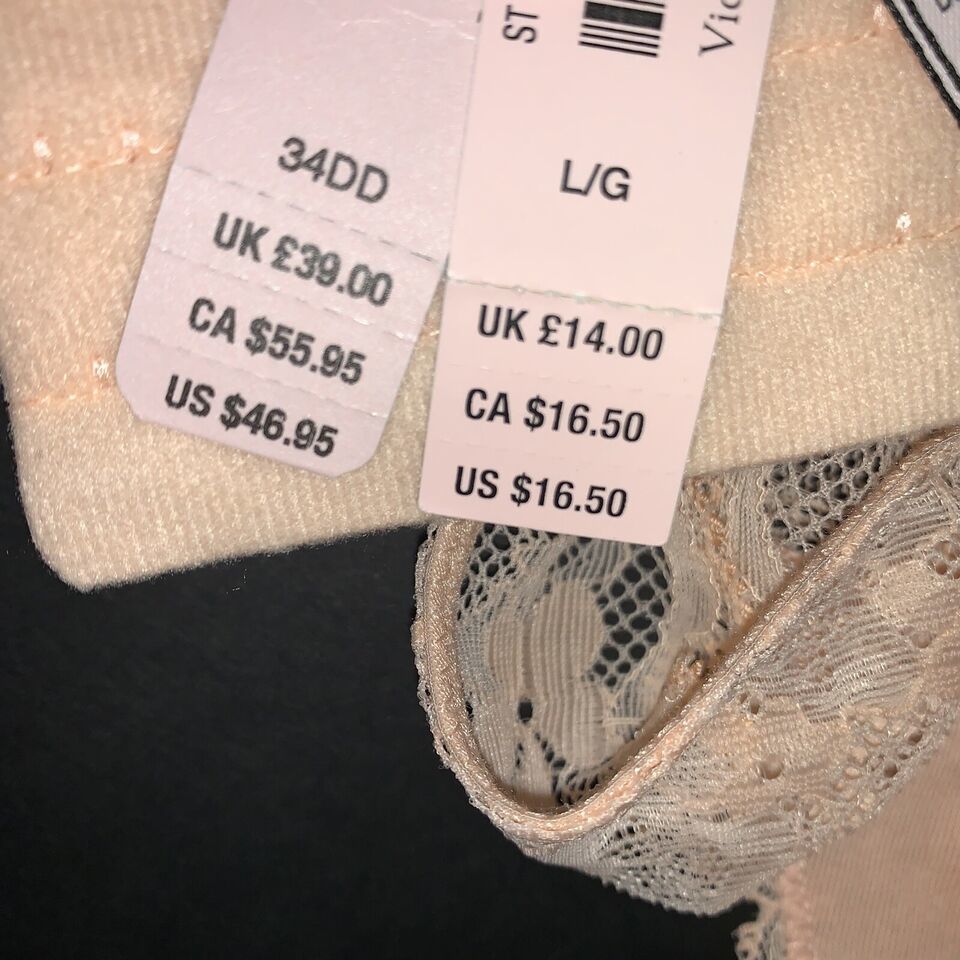 34DD
UK £39.00
CA $55.95
US $46.95
ST
L/G
UK £14.00
CA $16.50
US $16.50